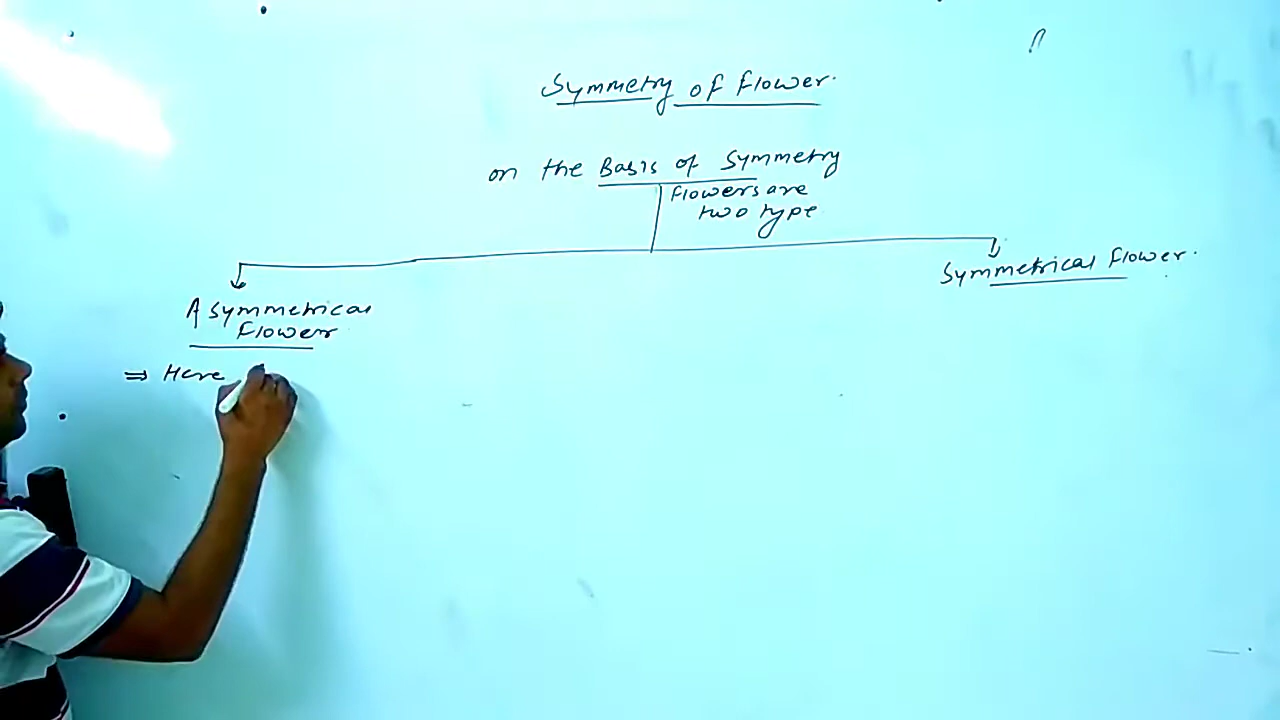 Symmetry of Flower.
on the Basis of Symmetry
Flowers are
two type
Asymmetrical
Flower
Symmetrical Flower.
⇒ Here